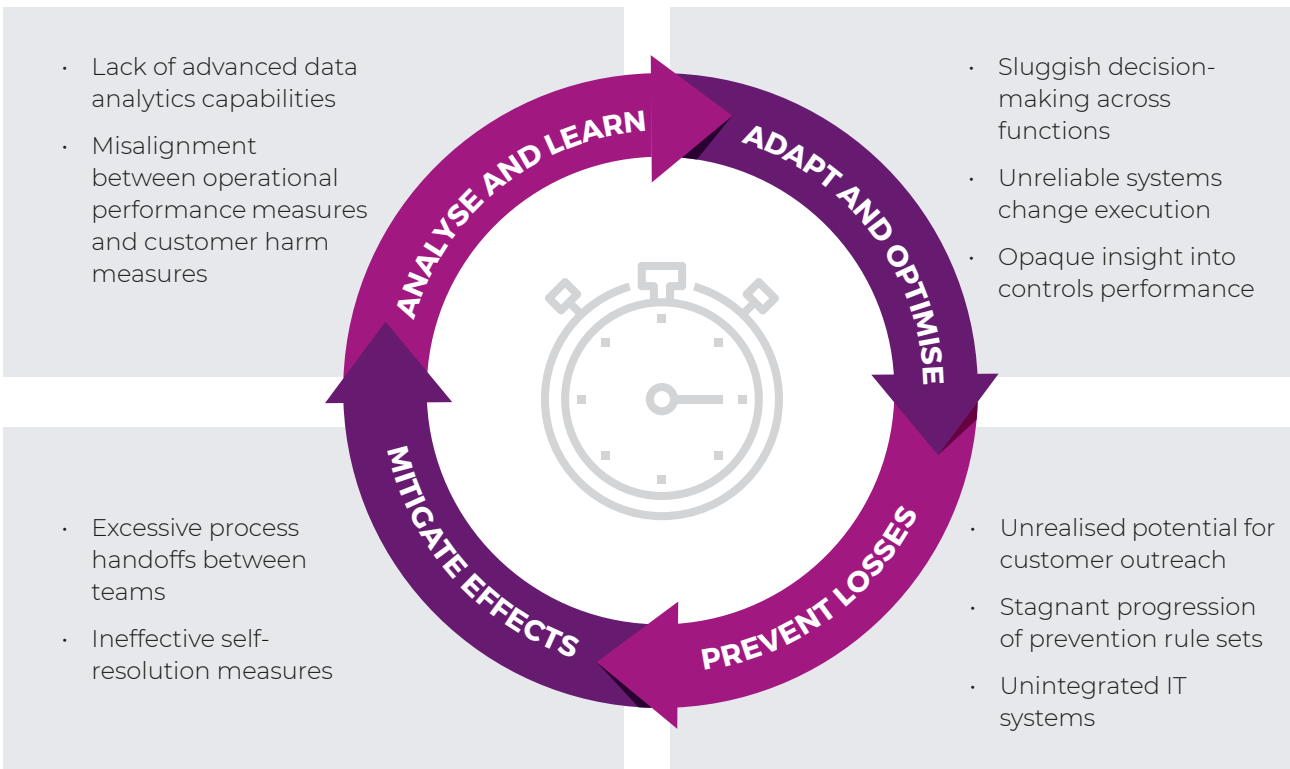 • Lack of advanced data
analytics capabilities
• Misalignment
between operational
performance measures
and customer harm
measures
ANALYSE AND LEARN
ADAPT AND OPTIMISE
• Sluggish decision-
making across
functions
• Unreliable systems
change execution
• Opaque insight into
controls performance
• Excessive process
handoffs between
teams
• Ineffective self-
resolution measures
MITIGATE EFFECTS
PREVENT LOSSES
• Unrealised potential for
customer outreach
• Stagnant progression
of prevention rule sets
• Unintegrated IT
systems